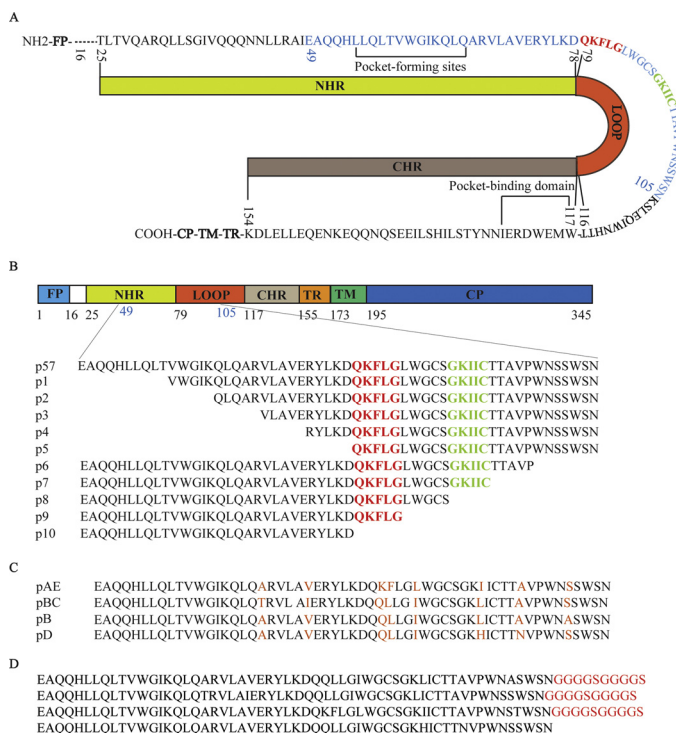 A
NH2-FP------TLTVQARQLLSGIVQQQNNLLRAIEAQQHLLQLTVWGIKQLQARVLAVERYLKDQKFLGLWGCSGKIICTTAVPWNSSWSNKSLEQIWNHTT
16
25
49
78
79
Pocket-forming sites
NHR
LOOP
105
CHR
Pocket-binding domain
154
117
116
COOH-CP-TM-TR-KDLELLEQENKEQQNQSEEILSHILSTYNNIERDWEMW
B
FP NHR LOOP CHR TR TM CP
1 16 25 79 117 155 173 195 345
49 105
p57 EAQQHLLQLTVWGIKQLQARVLAVERYLKDQKFLGLWGCSGKIICTTAVPWNSSWSN
p1 VWGIKQLQARVLAVERYLKDQKFLGLWGCSGKIICTTAVPWNSSWSN
p2 QLQARVLAVERYLKDQKFLGLWGCSGKIICTTAVPWNSSWSN
p3 VLAVERYLKDQKFLGLWGCSGKIICTTAVPWNSSWSN
p4 RYLKDQKFLGLWGCSGKIICTTAVPWNSSWSN
p5 QKFLGLWGCSGKIICTTAVPWNSSWSN
p6 EAQQHLLQLTVWGIKQLQARVLAVERYLKDQKFLGLWGCSGKIICTTAVP
p7 EAQQHLLQLTVWGIKQLQARVLAVERYLKDQKFLGLWGCSGKIIC
p8 EAQQHLLQLTVWGIKQLQARVLAVERYLKDQKFLGLWGCS
p9 EAQQHLLQLTVWGIKQLQARVLAVERYLKDQKFLG
p10 EAQQHLLQLTVWGIKQLQARVLAVERYLKD
C
pAE EAQQHLLQLTVWGIKQLQARVLAVERYLKDQKFLGLWGCSGKIICTTAVPWNSSWSN
pBC EAQQHLLQLTVWGIKQLQTRVL AIERYLKDQQLLG IWGCSGKLICTTAVPWNSSWSN
pB EAQQHLLQLTVWGIKQLQARVLAVERYLKDQQLLGIWGCSGKLICTTAVPWNASWSN
pD EAQQHLLQLTVWGIKQLQARVLAVERYLKDQQLLGIWGCSGKHICTTNVPWNSSWSN
D
EAQQHLLQLTVWGIKQLQARVLAVERYLKDQQLLGIWGCSGKLICTTAVPWNASWSNGGGGSGGGGS
EAQQHLLQLTVWGIKQLQTRVLAIERYLKDQQLLGIWGCSGKLICTTAVPWNSSWSNGGGGSGGGGS
EAQQHLLQLTVWGIKQLQARVLAVERYLKDQKFLGLWGCSGKIICTTAVPWNSTWSNGGGGSGGGGS
EAQQHLLQLTVWGIKQLQARVLAVERYLKDQQLLGIWGCSGKHICTTNVPWNSSWSN